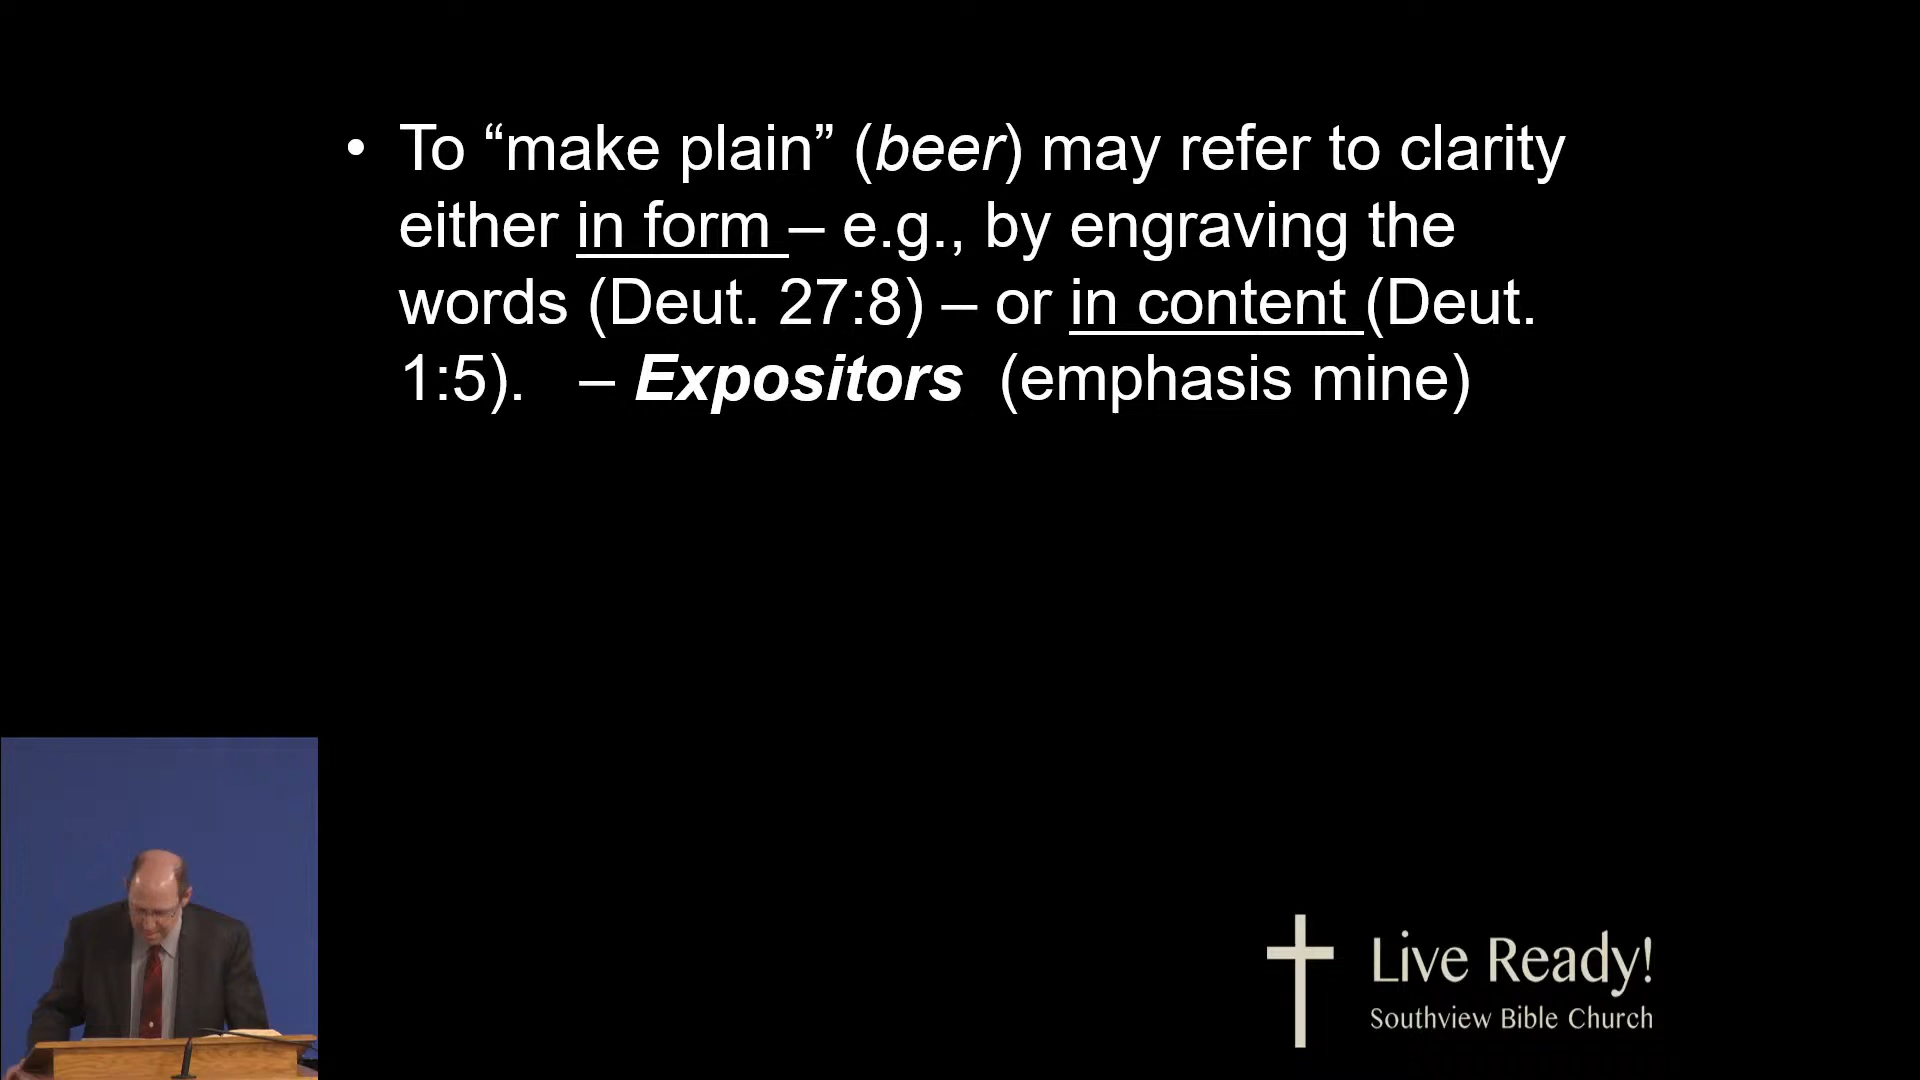 • To “make plain” (beer) may refer to clarity
either in form – e.g., by engraving the
words (Deut. 27:8) – or in content (Deut.
1:5). – Expositors (emphasis mine)
Live Ready!
Southview Bible Church